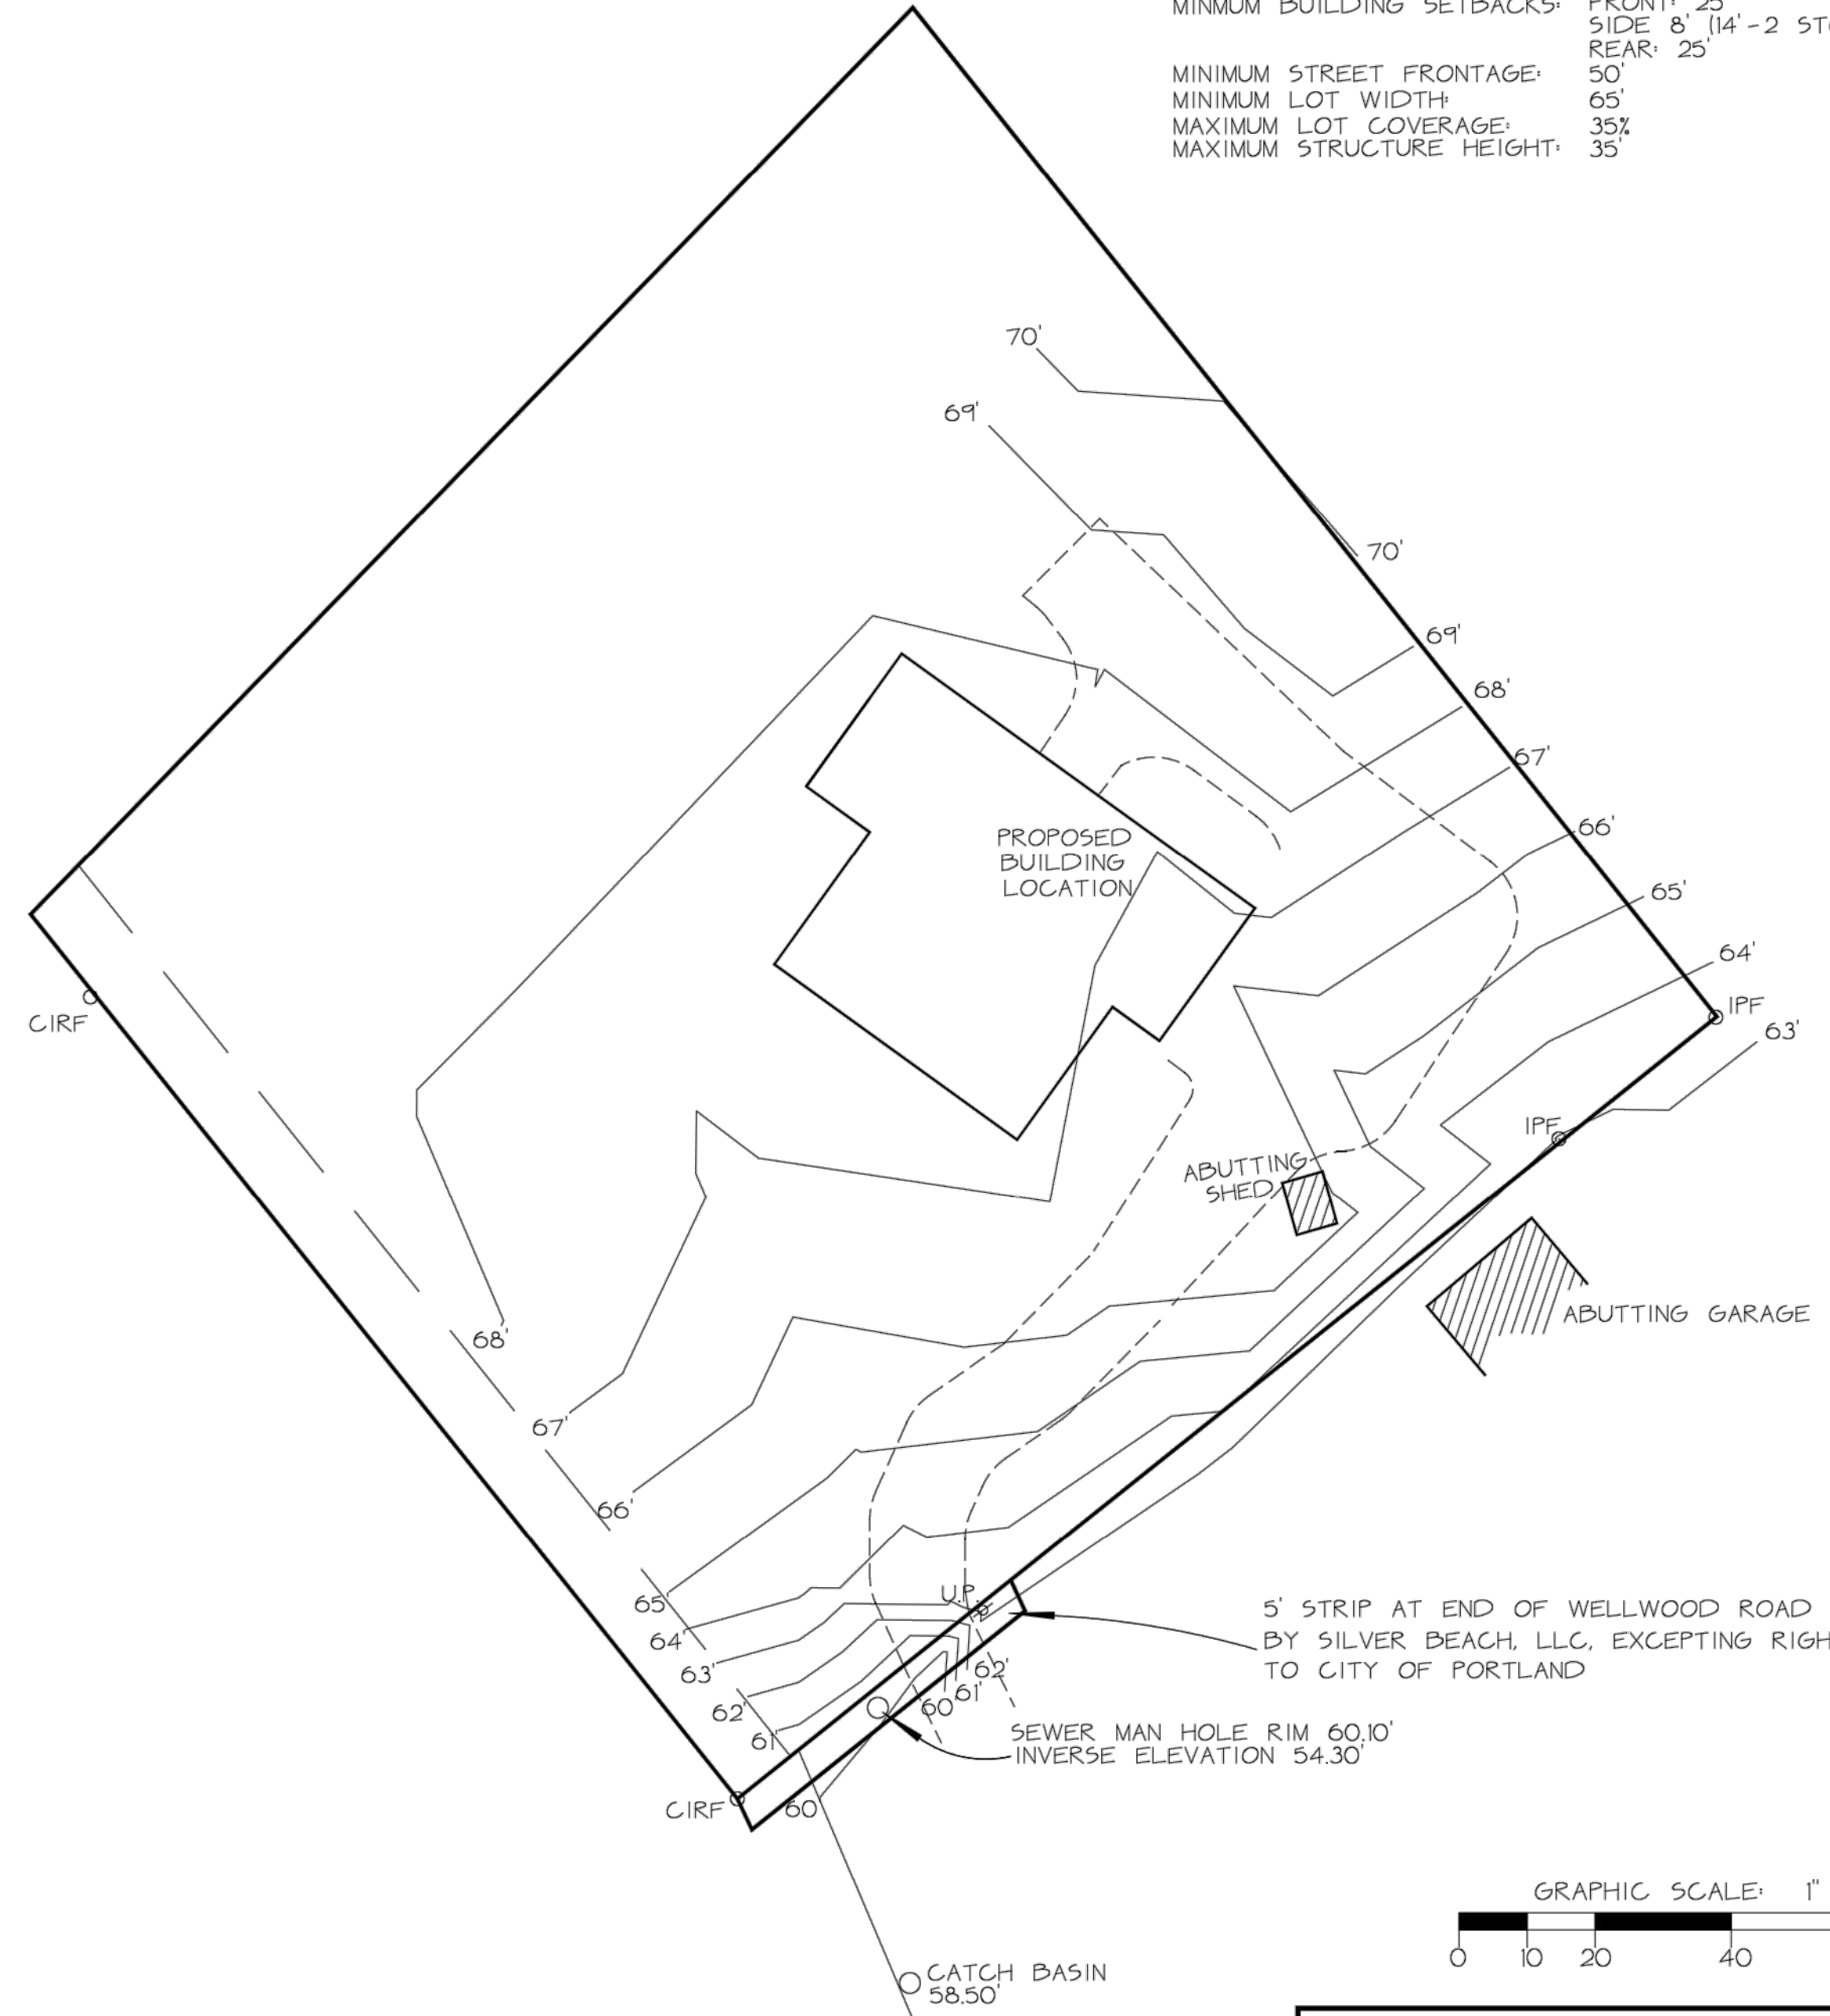 MINMUM BUILDING SETBACKS: FRONT: 25'
SIDE 8' (14'-2
REAR: 25'
MINIMUM STREET FRONTAGE: 50'
MINIMUM LOT WIDTH: 65'
MAXIMUM LOT COVERAGE: 35%
MAXIMUM STRUCTURE HEIGHT: 35'
70'
69'
70'
69'
68'
67'
PROPOSED
BUILDING
LOCATION
66'
65'
64'
IPF
63'
CIRF
IPF
ABUTTING
SHED
ABUTTING GARAGE
68'
67'
66'
65'
64'
63'
62'
61'
U.P.
5' STRIP AT END OF WELLWOOD ROAD
BY SILVER BEACH, LLC, EXCEPTING
TO CITY OF PORTLAND
62'
61'
60'
SEWER MAN HOLE RIM 60.10'
INVERSE ELEVATION 54.30'
CIRF
60
GRAPHIC SCALE: 1"
0 10 20 40
CATCH BASIN
58.50'